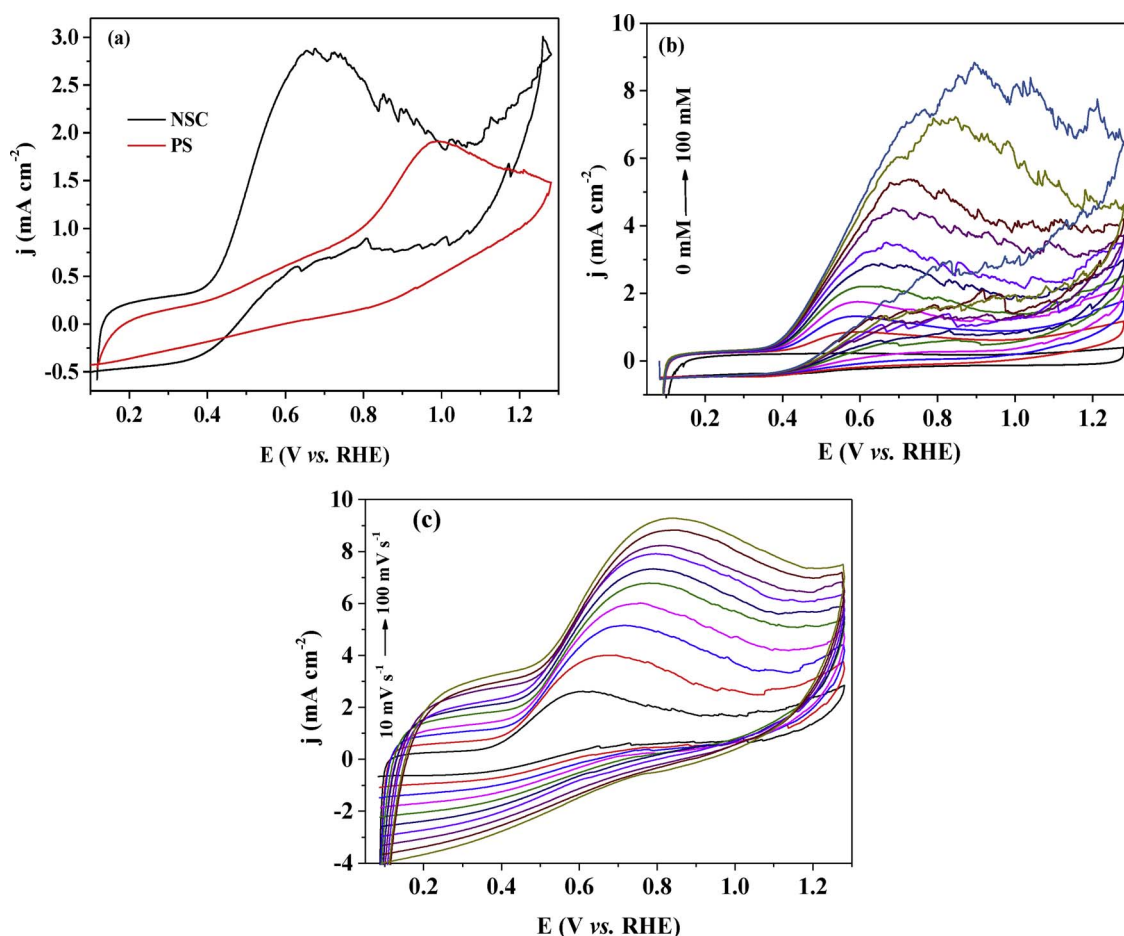 (a)
3.0
2.5
2.0
1.5
1.0
0.5
0.0
-0.5
j (mA cm⁻²)
NSC
PS
0.2 0.4 0.6 0.8 1.0 1.2
E (V vs. RHE)
(b)
10
8
6
4
2
0
j (mA cm⁻²)
0 mM → 100 mM
0.2 0.4 0.6 0.8 1.0 1.2
E (V vs. RHE)
(c)
10
8
6
4
2
0
-2
-4
j (mA cm⁻²)
10 mV s⁻¹ → 100 mV s⁻¹
0.2 0.4 0.6 0.8 1.0 1.2
E (V vs. RHE)